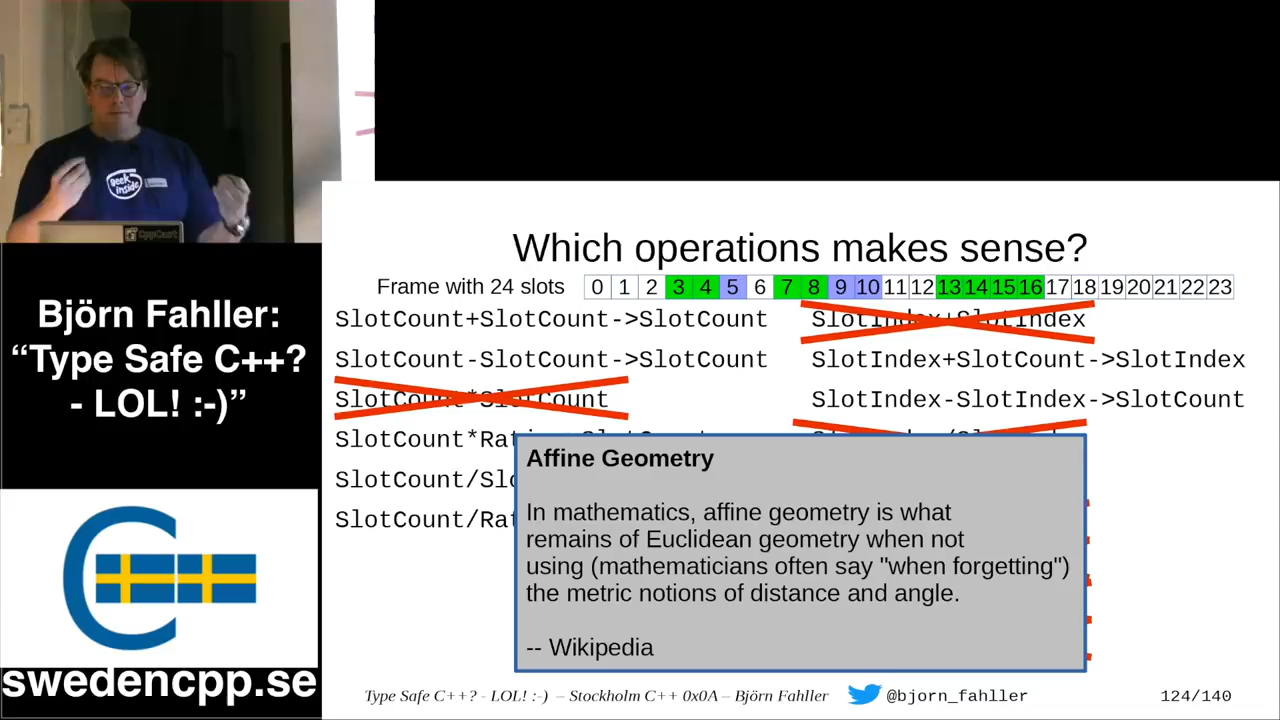 geek
inside
CppCast
Björn Fahller:
“Type Safe C++?
- LOL! :-)”
swedencpp.se
Which operations makes sense?
Frame with 24 slots 0 1 2 3 4 5 6 7 8 9 10 11 12 13 14 15 16 17 18 19 20 21 22 23
SlotCount+SlotCount->SlotCount SlotIndex+SlotIndex
SlotCount-SlotCount->SlotCount SlotIndex+SlotCount->SlotIndex
SlotCount*SlotCount SlotIndex-SlotIndex->SlotCount
SlotCount*Rat
SlotCount/Slo
SlotCount/Rat
Affine Geometry
In mathematics, affine geometry is what
remains of Euclidean geometry when not
using (mathematicians often say "when forgetting")
the metric notions of distance and angle.
-- Wikipedia
Type Safe C++? - LOL! :-) – Stockholm C++ 0x0A – Björn Fahller @bjorn_fahller 124/140